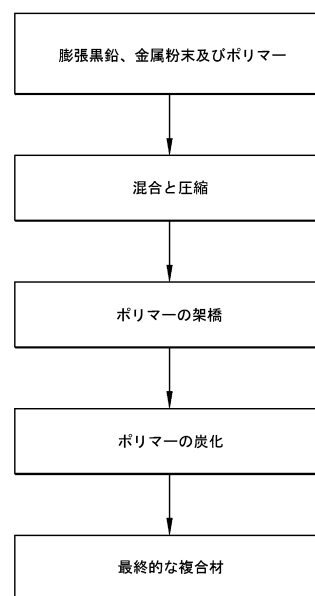 膨張黒鉛、金属粉末及びポリマー
混合と圧縮
ポリマーの架橋
ポリマーの炭化
最終的な複合材